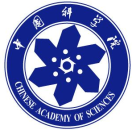 中国科学院
CHINESE ACADEMY OF SCIENCES